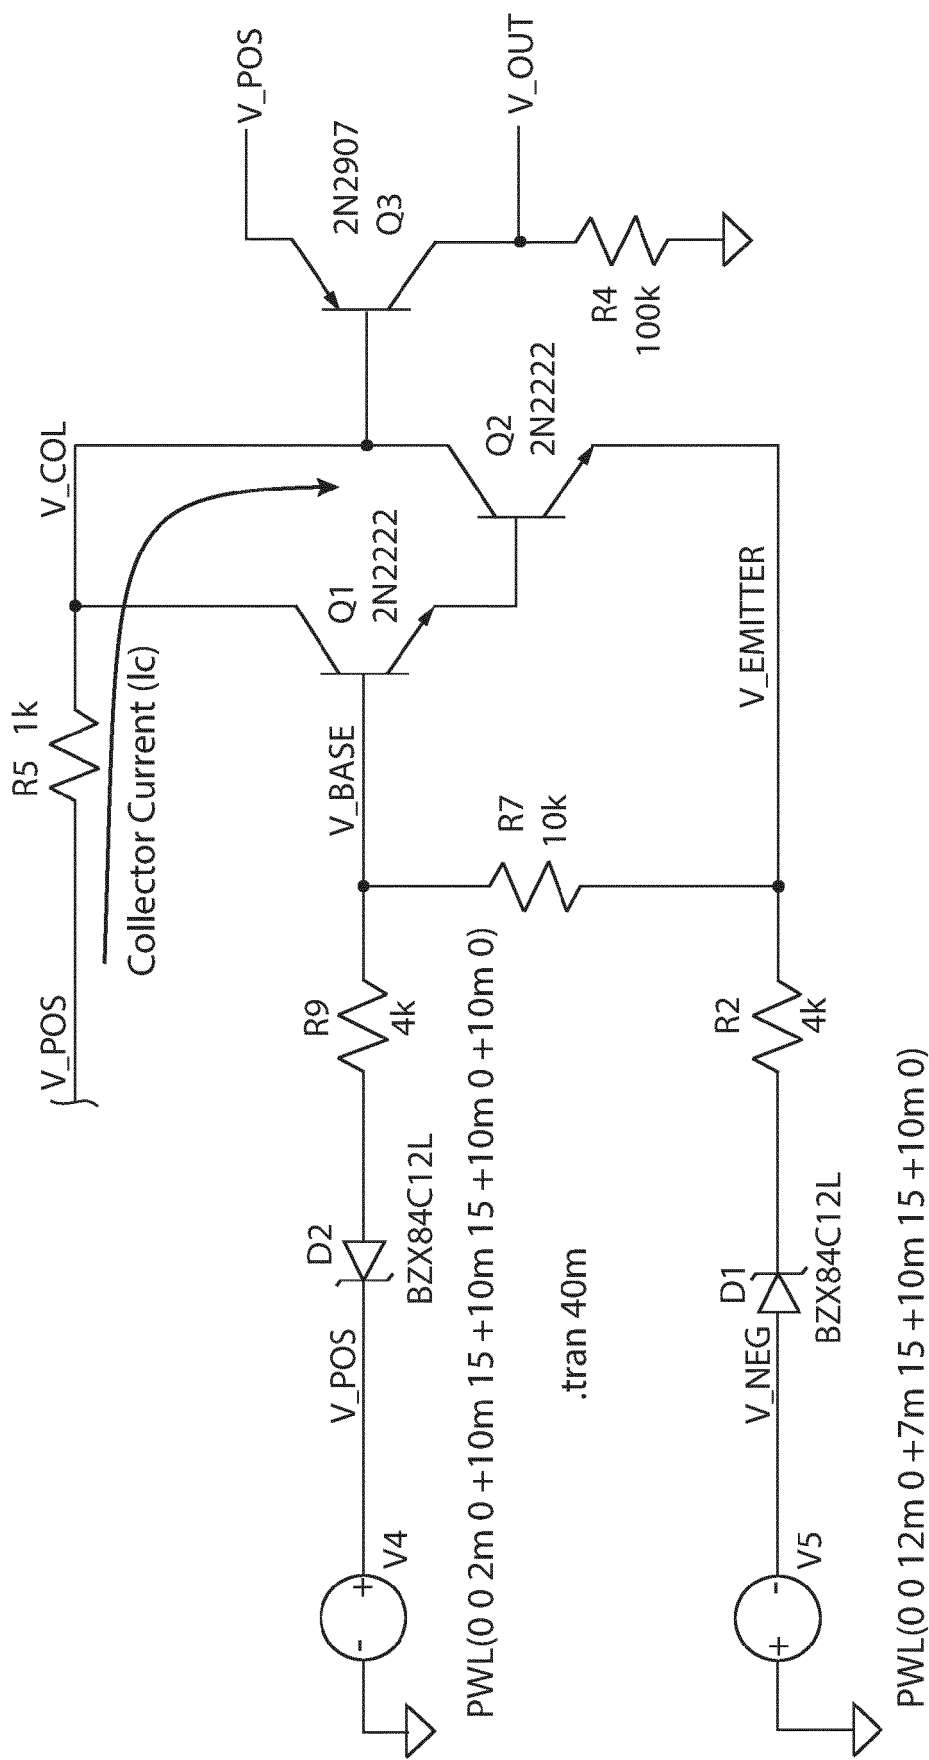 V_POS
R5 1k
V_COL
Collector Current (Ic)
V_POS
2N2907
Q3
V_OUT
R4
100k
Q1
2N2222
Q2
2N2222
V4
V_POS
D2
BZX84C12L
R9
4k
V_BASE
R7
10k
+
-
PWL(0 0 2m 0 +10m 15 +10m 15 +10m 0 +10m 0)
.tran 40m
V_EMITTER
V5
V_NEG
D1
BZX84C12L
R2
4k
+
-
PWL(0 0 12m 0 +7m 15 +10m 15 +10m 0)